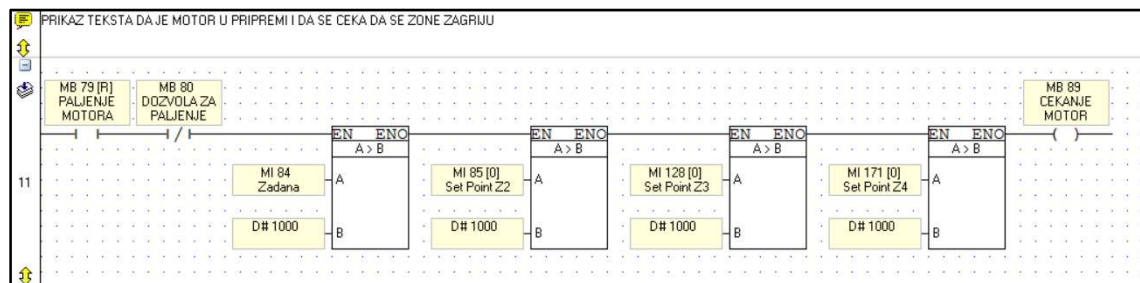 PRIKAZ TEKSTA DA JE MOTOR U PRIPREMI I DA SE CEKA DA SE ZONE ZAGRIJU
MB 79 [R]
PALJENJE
MOTORA
MB 80
DOZVOLA ZA
PALJENJE
MB 89
CEKANJE
MOTOR
11
EN ENO
A > B
MI 84
Zadana
A
D# 1000
B
EN ENO
A > B
MI 85 [0]
Set Point Z2
A
D# 1000
B
EN ENO
A > B
MI 128 [0]
Set Point Z3
A
D# 1000
B
EN ENO
A > B
MI 171 [0]
Set Point Z4
A
D# 1000
B